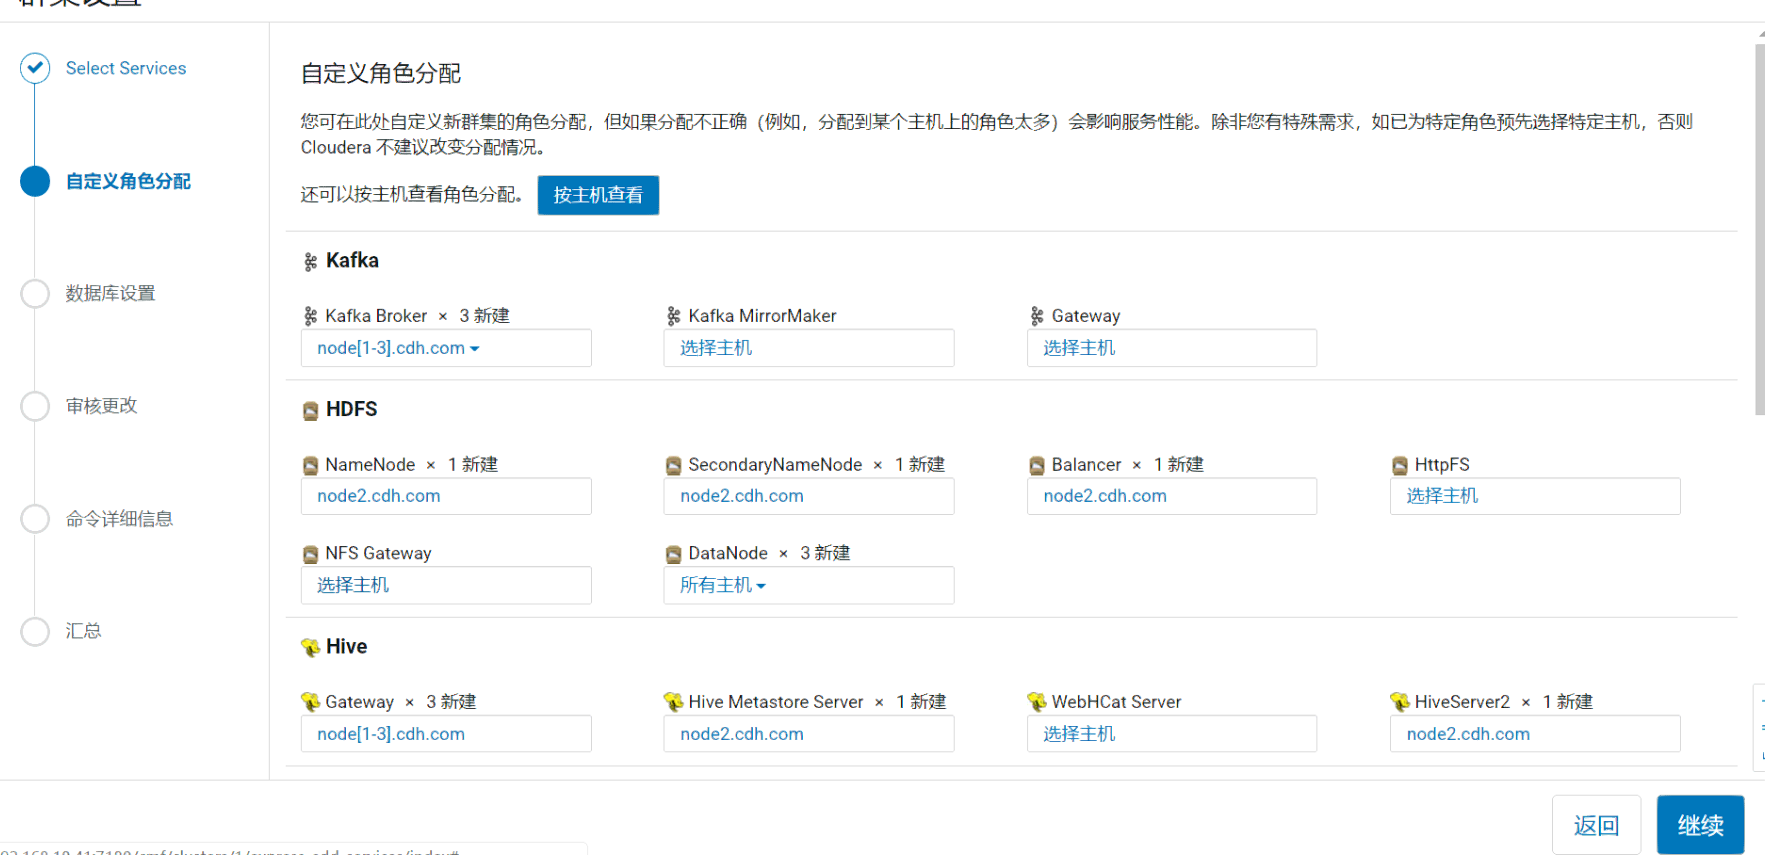 群集设置
Select Services
自定义角色分配
数据库设置
审核更改
命令详细信息
汇总
自定义角色分配
您可在此处自定义新群集的角色分配，但如果分配不正确（例如，分配到某个主机上的角色太多）会影响服务性能。除非您有特殊需求，如已为特定角色预先选择特定主机，否则
Cloudera 不建议改变分配情况。
还可以按主机查看角色分配。 按主机查看
Kafka
Kafka Broker × 3 新建 Kafka MirrorMaker Gateway
node[1-3].cdh.com 选择主机 选择主机
HDFS
NameNode × 1 新建 SecondaryNameNode × 1 新建 Balancer × 1 新建 HttpFS
node2.cdh.com node2.cdh.com node2.cdh.com 选择主机
NFS Gateway DataNode × 3 新建
选择主机 所有主机
Hive
Gateway × 3 新建 Hive Metastore Server × 1 新建 WebHCat Server HiveServer2 × 1 新建
node[1-3].cdh.com node2.cdh.com 选择主机 node2.cdh.com
返回 继续